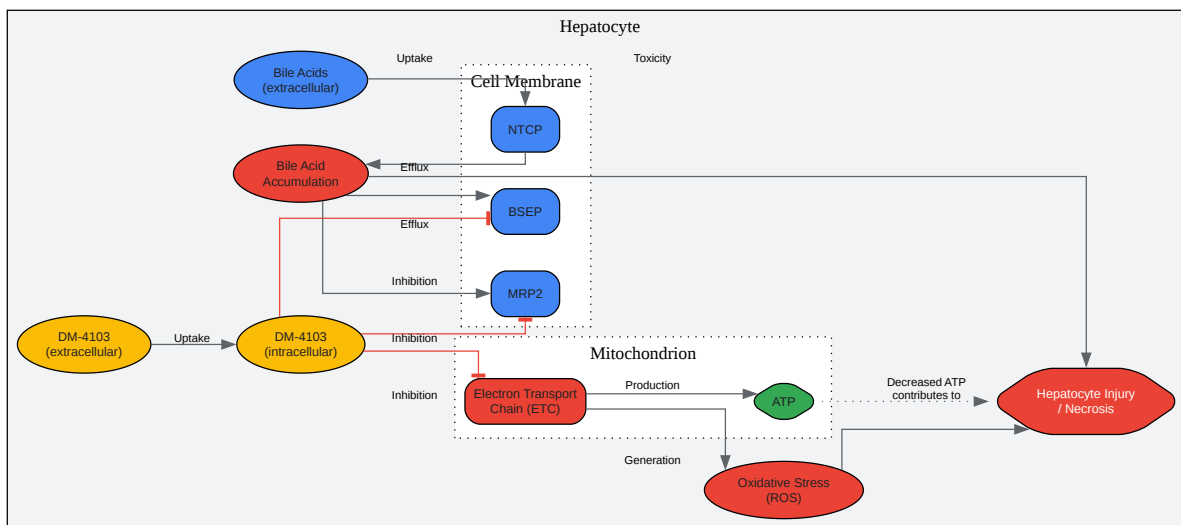 Hepatocyte
Uptake
Toxicity
Bile Acids
(extracellular)
Cell Membrane
NTCP
Bile Acid
Accumulation
Efflux
BSEP
Efflux
Inhibition
MRP2
DM-4103
(extracellular)
Uptake
DM-4103
(intracellular)
Inhibition
Mitochondrion
Inhibition
Electron Transport
Chain (ETC)
Production
ATP
Decreased ATP
contributes to
Hepatocyte Injury
/ Necrosis
Generation
Oxidative Stress
(ROS)